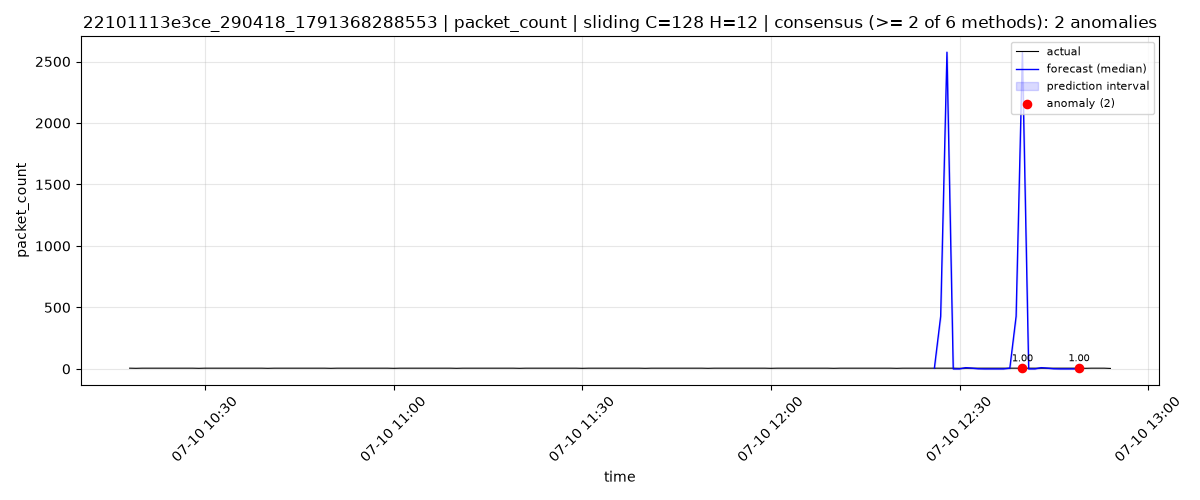 22101113e3ce_290418_1791368288553 | packet_count | sliding C=128 H=12 | consensus (>= 2 of 6 methods): 2 anomalies
actual
forecast (median)
prediction interval
anomaly (2)
packet_count
2500
2000
1500
1000
500
0
1.00 1.00
07-10 10:30 07-10 11:00 07-10 11:30 07-10 12:00 07-10 12:30 07-10 13:00
time